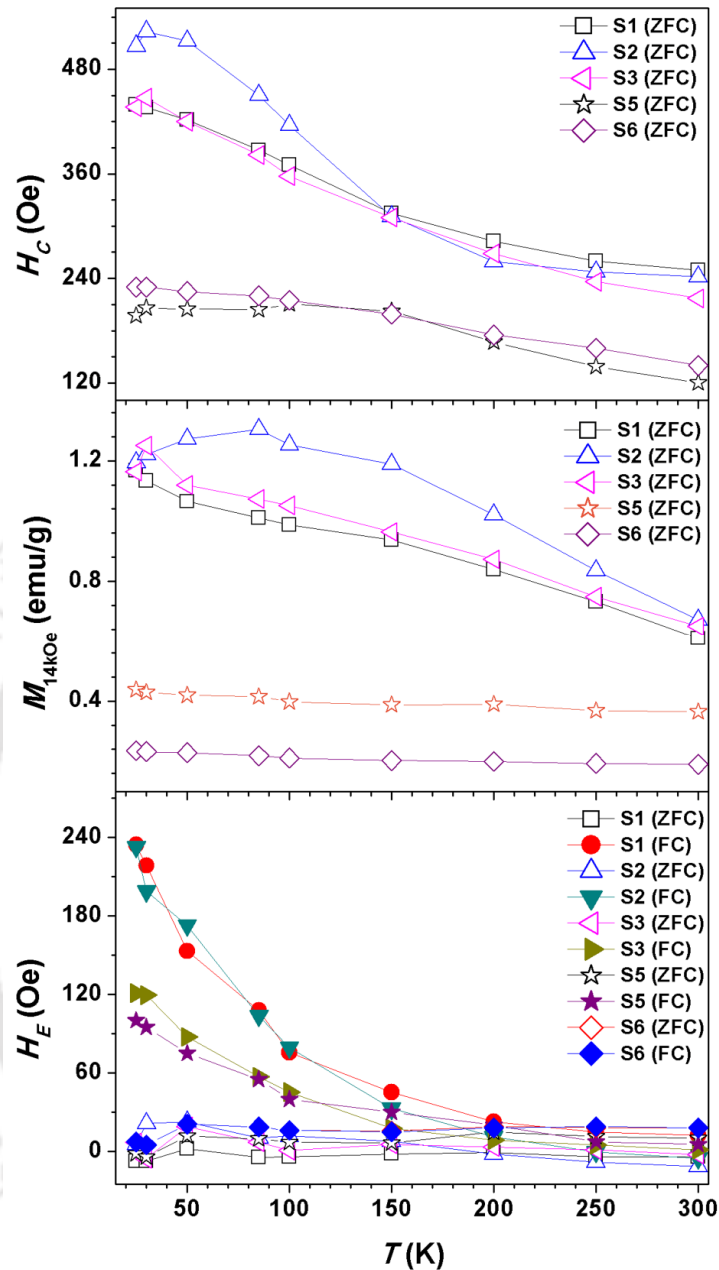 S1 (ZFC)
S2 (ZFC)
S3 (ZFC)
S5 (ZFC)
S6 (ZFC)
480
360
240
120
H_C (Oe)
S1 (ZFC)
S2 (ZFC)
S3 (ZFC)
S5 (ZFC)
S6 (ZFC)
1.2
0.8
0.4
M_14kOe (emu/g)
S1 (ZFC)
S1 (FC)
S2 (ZFC)
S2 (FC)
S3 (ZFC)
S3 (FC)
S5 (ZFC)
S5 (FC)
S6 (ZFC)
S6 (FC)
240
180
120
60
0
H_E (Oe)
50 100 150 200 250 300
T (K)